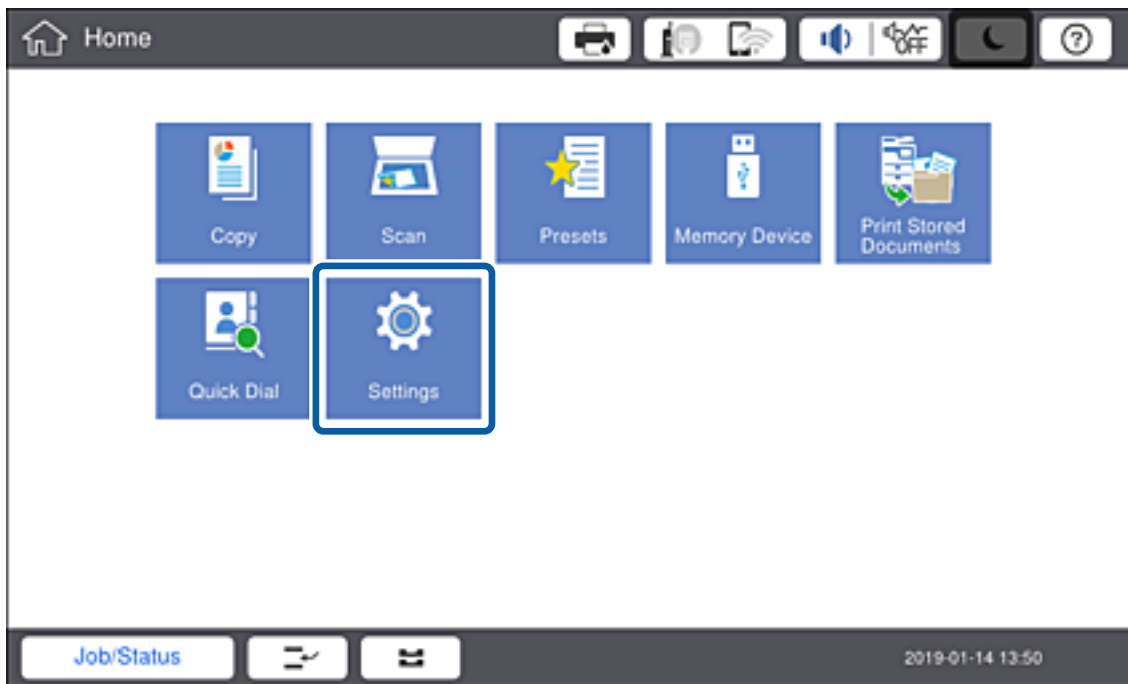 Home
OFF
?
Copy
Scan
Presets
Memory Device
Print Stored
Documents
Quick Dial
Settings
Job/Status
2019-01-14 13:50